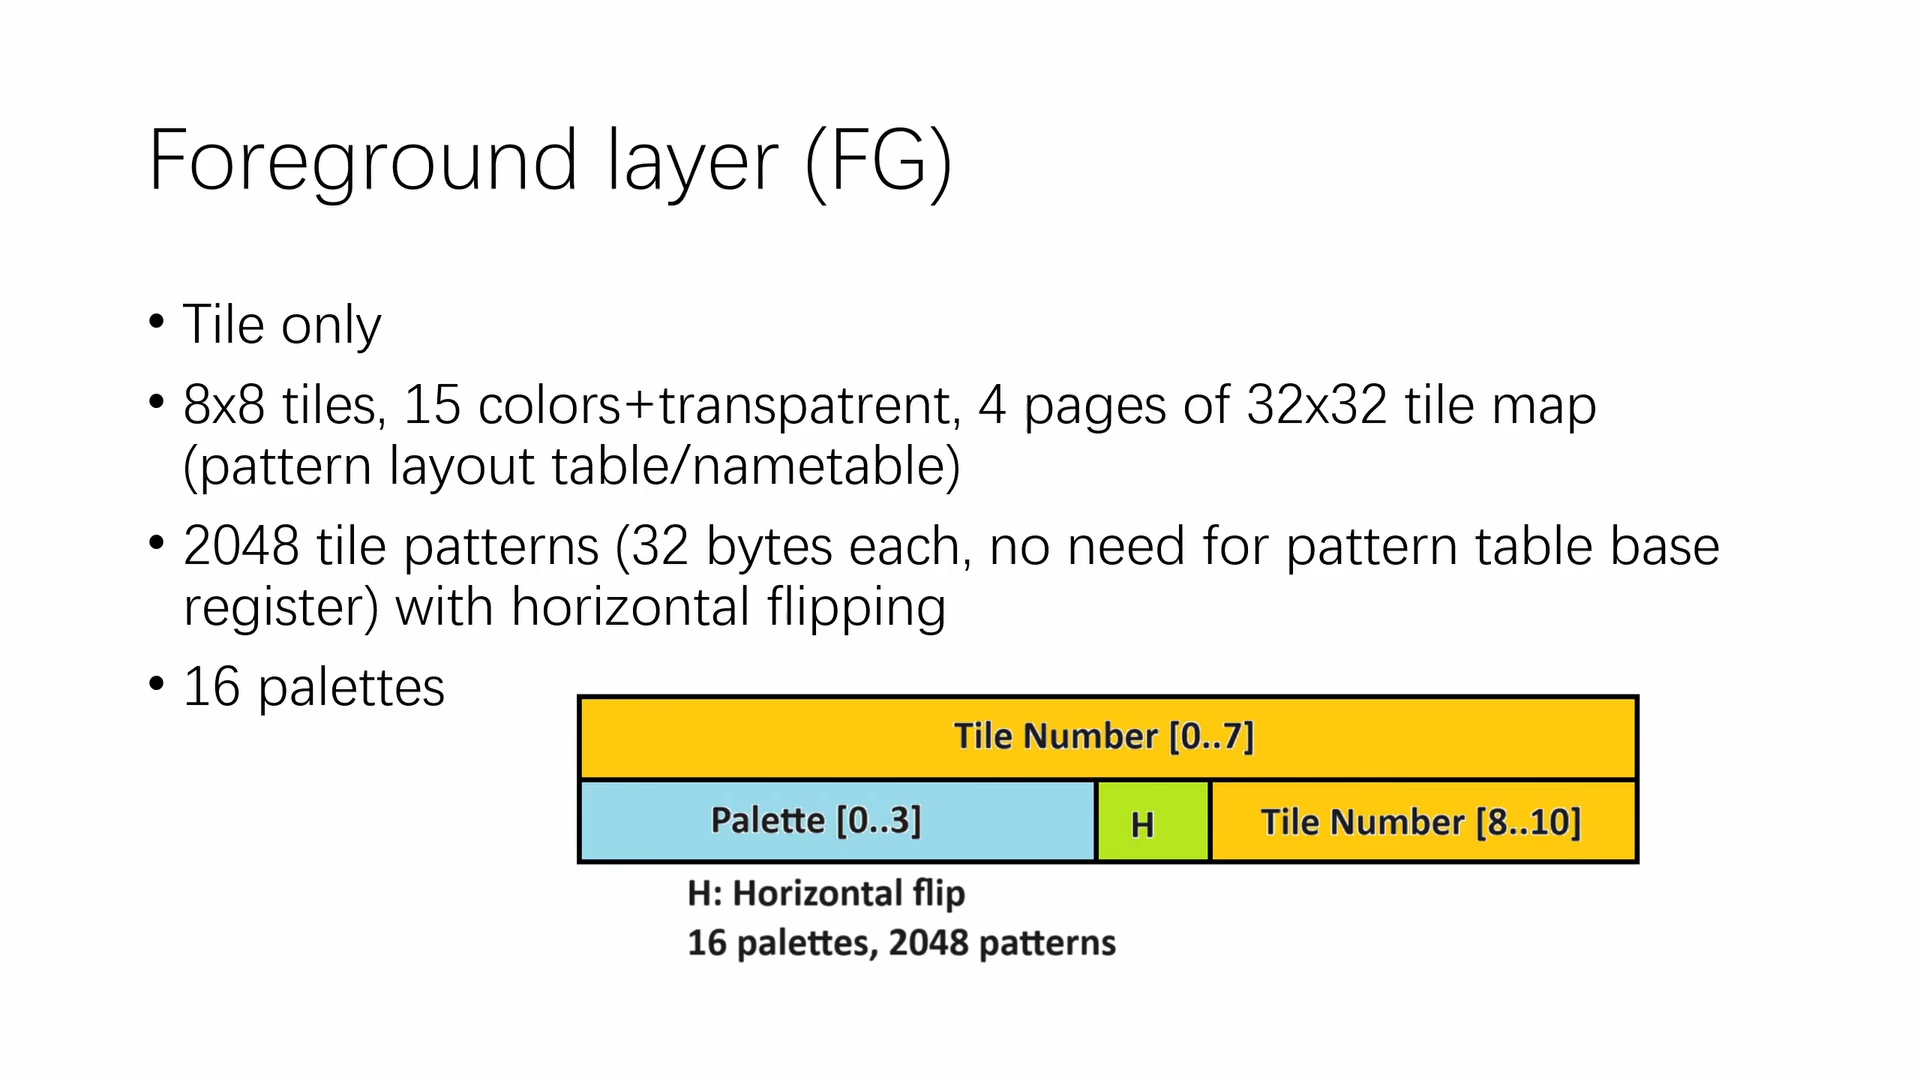 Foreground layer (FG)
• Tile only
• 8x8 tiles, 15 colors+transpatrent, 4 pages of 32x32 tile map
(pattern layout table/nametable)
• 2048 tile patterns (32 bytes each, no need for pattern table base
register) with horizontal flipping
• 16 palettes
Tile Number [0..7]
Palette [0..3]
H
Tile Number [8..10]
H: Horizontal flip
16 palettes, 2048 patterns